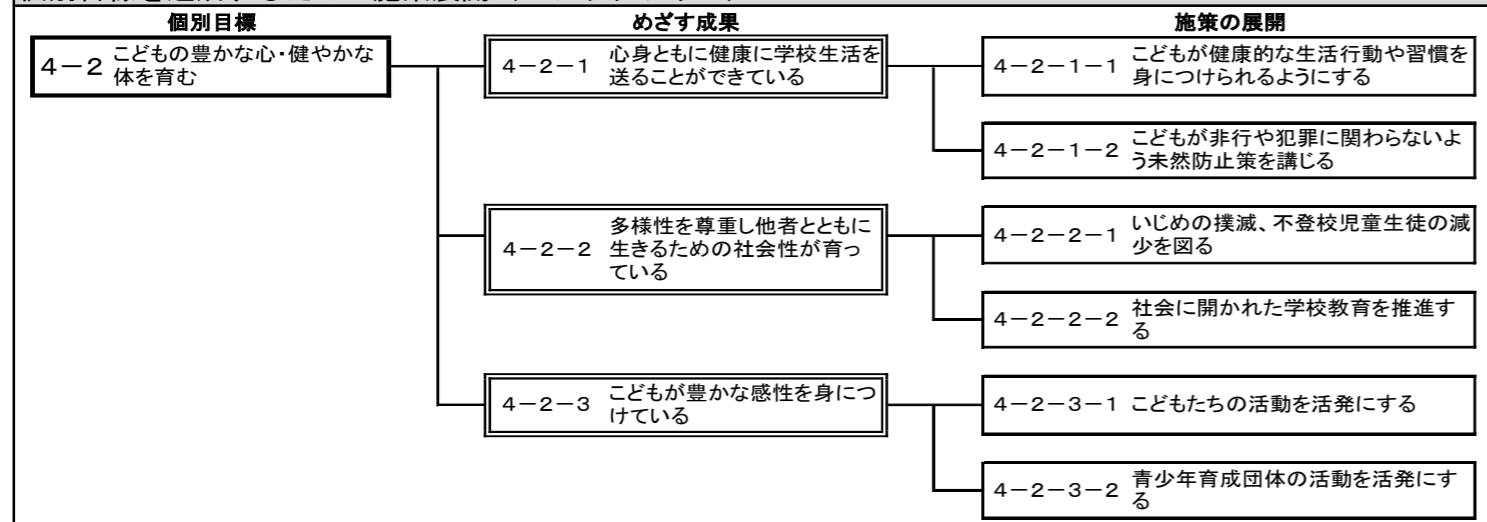 個別目標
めざす成果
施策の展開
4－2
こどもの豊かな心・健やかな
体を育む
4－2－1
心身ともに健康に学校生活を
送ることができている
4－2－1－1
こどもが健康的な生活行動や習慣を
身につけられるようにする
4－2－1－2
こどもが非行や犯罪に関わらないよ
う未然防止策を講じる
4－2－2
多様性を尊重し他者とともに
生きるための社会性が育っ
ている
4－2－2－1
いじめの撲滅、不登校児童生徒の減
少を図る
4－2－2－2
社会に開かれた学校教育を推進す
る
4－2－3
こどもが豊かな感性を身につ
けている
4－2－3－1
こどもたちの活動を活発にする
4－2－3－2
青少年育成団体の活動を活発にす
る